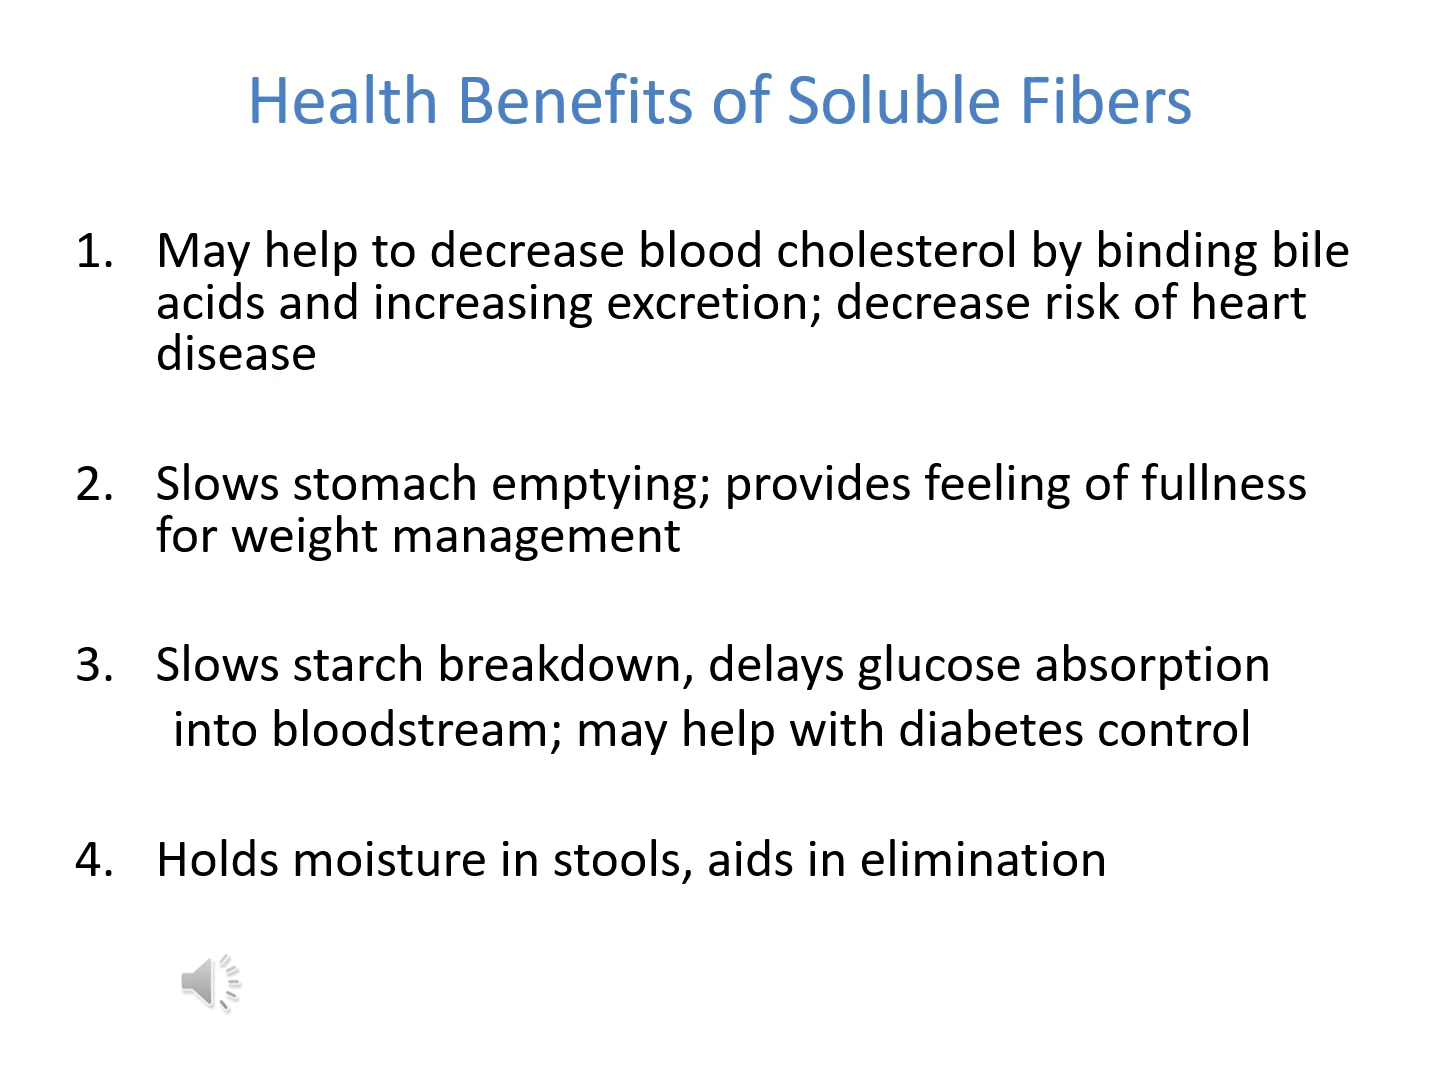 Health Benefits of Soluble Fibers
1. May help to decrease blood cholesterol by binding bile
acids and increasing excretion; decrease risk of heart
disease
2. Slows stomach emptying; provides feeling of fullness
for weight management
3. Slows starch breakdown, delays glucose absorption
into bloodstream; may help with diabetes control
4. Holds moisture in stools, aids in elimination